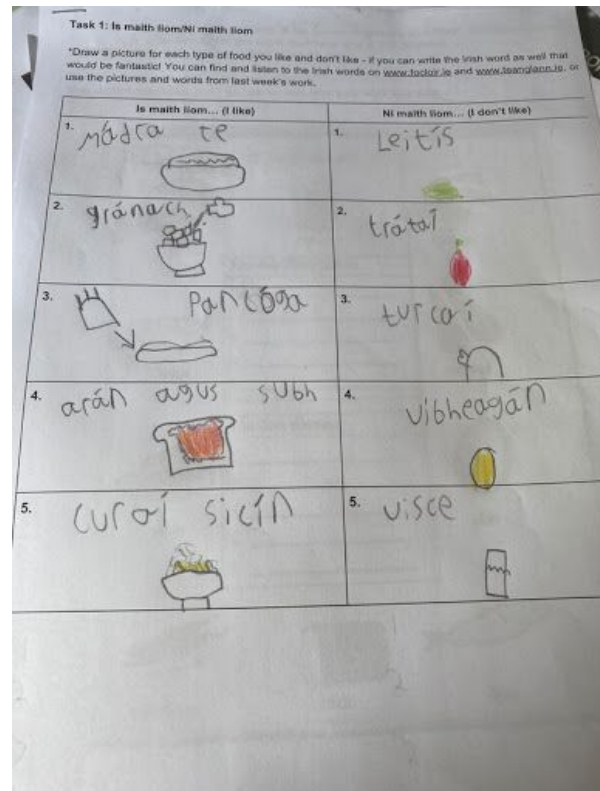 Task 1: Is maith liom/Ní maith liom
*Draw a picture for each type of food you like and don't like - if you can write the Irish word as well that
would be fantastic! You can find and listen to the Irish words on www.focloir.ie and www.teanglann.ie, or
use the pictures and words from last week's work.
Is maith liom... (I like)
Ní maith liom... (I don't like)
1. mádra te
1. Leitís
2. gránach
2. trátaí
3. Pancóga
3. turcaí
4. arán agus subh
4. uibheagán
5. curaí sicín
5. uisce